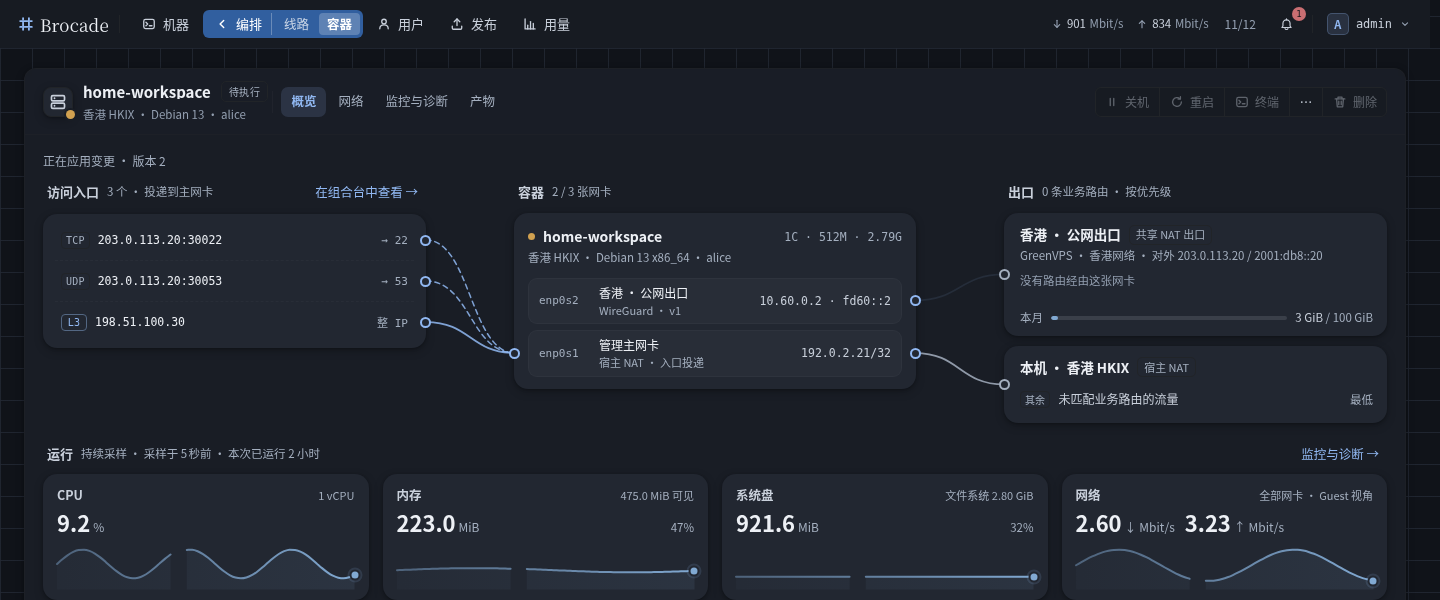 Brocade
机器
编排
线路
容器
用户
发布
用量
↓ 901 Mbit/s
↑ 834 Mbit/s
11/12
1
A
admin
home-workspace
待执行
香港 HKIX • Debian 13 • alice
概览
网络
监控与诊断
产物
关机
重启
终端
删除
正在应用变更 • 版本 2
访问入口 3 个 • 投递到主网卡
在组合台中查看 →
TCP 203.0.113.20:30022 → 22
UDP 203.0.113.20:30053 → 53
L3 198.51.100.30 整 IP
容器 2 / 3 张网卡
home-workspace 1C · 512M · 2.79G
香港 HKIX • Debian 13 x86_64 • alice
enp0s2 香港 • 公网出口 10.60.0.2 · fd60::2
WireGuard • v1
enp0s1 管理主网卡 192.0.2.21/32
宿主 NAT • 入口投递
出口 0 条业务路由 • 按优先级
香港 • 公网出口 共享 NAT 出口
GreenVPS • 香港网络 • 对外 203.0.113.20 / 2001:db8::20
没有路由经由这张网卡
本月 3 GiB / 100 GiB
本机 • 香港 HKIX 宿主 NAT
其余 未匹配业务路由的流量 最低
运行 持续采样 • 采样于 5 秒前 • 本次已运行 2 小时
监控与诊断 →
CPU 1 vCPU
9.2 %
内存 475.0 MiB 可见
223.0 MiB 47%
系统盘 文件系统 2.80 GiB
921.6 MiB 32%
网络 全部网卡 • Guest 视角
2.60 ↓ Mbit/s 3.23 ↑ Mbit/s